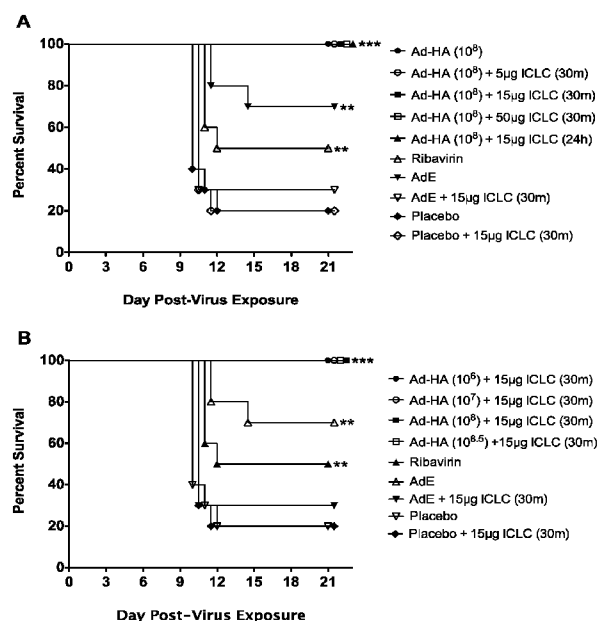 A
Percent Survival
100
80
60
40
20
0
***
**
**
0 3 6 9 12 15 18 21
Day Post-Virus Exposure
Ad-HA (10⁸)
Ad-HA (10⁸) + 5µg ICLC (30m)
Ad-HA (10⁸) + 15µg ICLC (30m)
Ad-HA (10⁸) + 50µg ICLC (30m)
Ad-HA (10⁸) + 15µg ICLC (24h)
Ribavirin
AdE
AdE + 15µg ICLC (30m)
Placebo
Placebo + 15µg ICLC (30m)
B
Percent Survival
100
80
60
40
20
0
***
**
**
0 3 6 9 12 15 18 21
Day Post-Virus Exposure
Ad-HA (10⁶) + 15µg ICLC (30m)
Ad-HA (10⁷) + 15µg ICLC (30m)
Ad-HA (10⁸) + 15µg ICLC (30m)
Ad-HA (10⁸·⁵) +15µg ICLC (30m)
Ribavirin
AdE
AdE + 15µg ICLC (30m)
Placebo
Placebo + 15µg ICLC (30m)